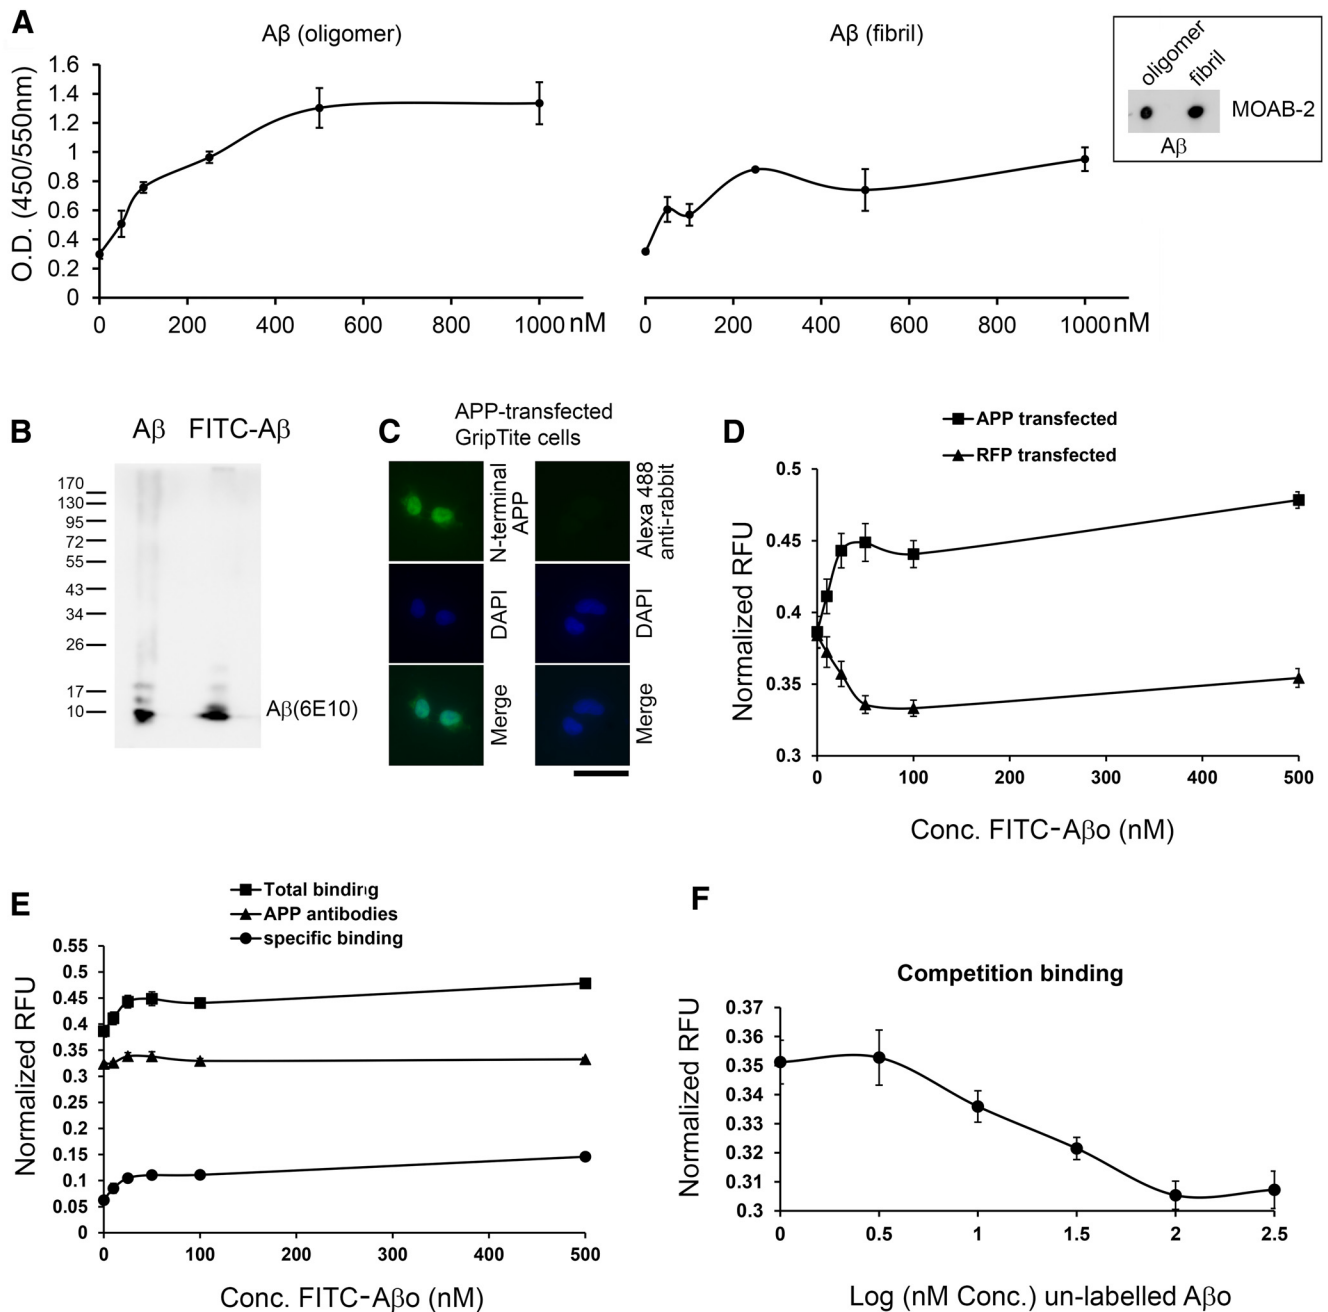 A
Aβ (oligomer)
Aβ (fibril)
oligomer
fibril
MOAB-2
Aβ
O.D. (450/550nm)
1.6
1.4
1.2
1
0.8
0.6
0.4
0.2
0
0 200 400 600 800 1000 nM
0 200 400 600 800 1000 nM
B
Aβ FITC-Aβ
170
130
95
72
55
43
34
26
17
10
Aβ(6E10)
C
APP-transfected
GripTite cells
N-terminal
APP
DAPI
Merge
Alexa 488
anti-rabbit
DAPI
Merge
D
APP transfected
RFP transfected
Normalized RFU
0.5
0.45
0.4
0.35
0.3
0 100 200 300 400 500
Conc. FITC-Aβo (nM)
E
Total binding
APP antibodies
specific binding
Normalized RFU
0.55
0.5
0.45
0.4
0.35
0.3
0.25
0.2
0.15
0.1
0.05
0
0 100 200 300 400 500
Conc. FITC-Aβo (nM)
F
Competition binding
Normalized RFU
0.37
0.36
0.35
0.34
0.33
0.32
0.31
0.3
0 0.5 1 1.5 2 2.5
Log (nM Conc.) un-labelled Aβo